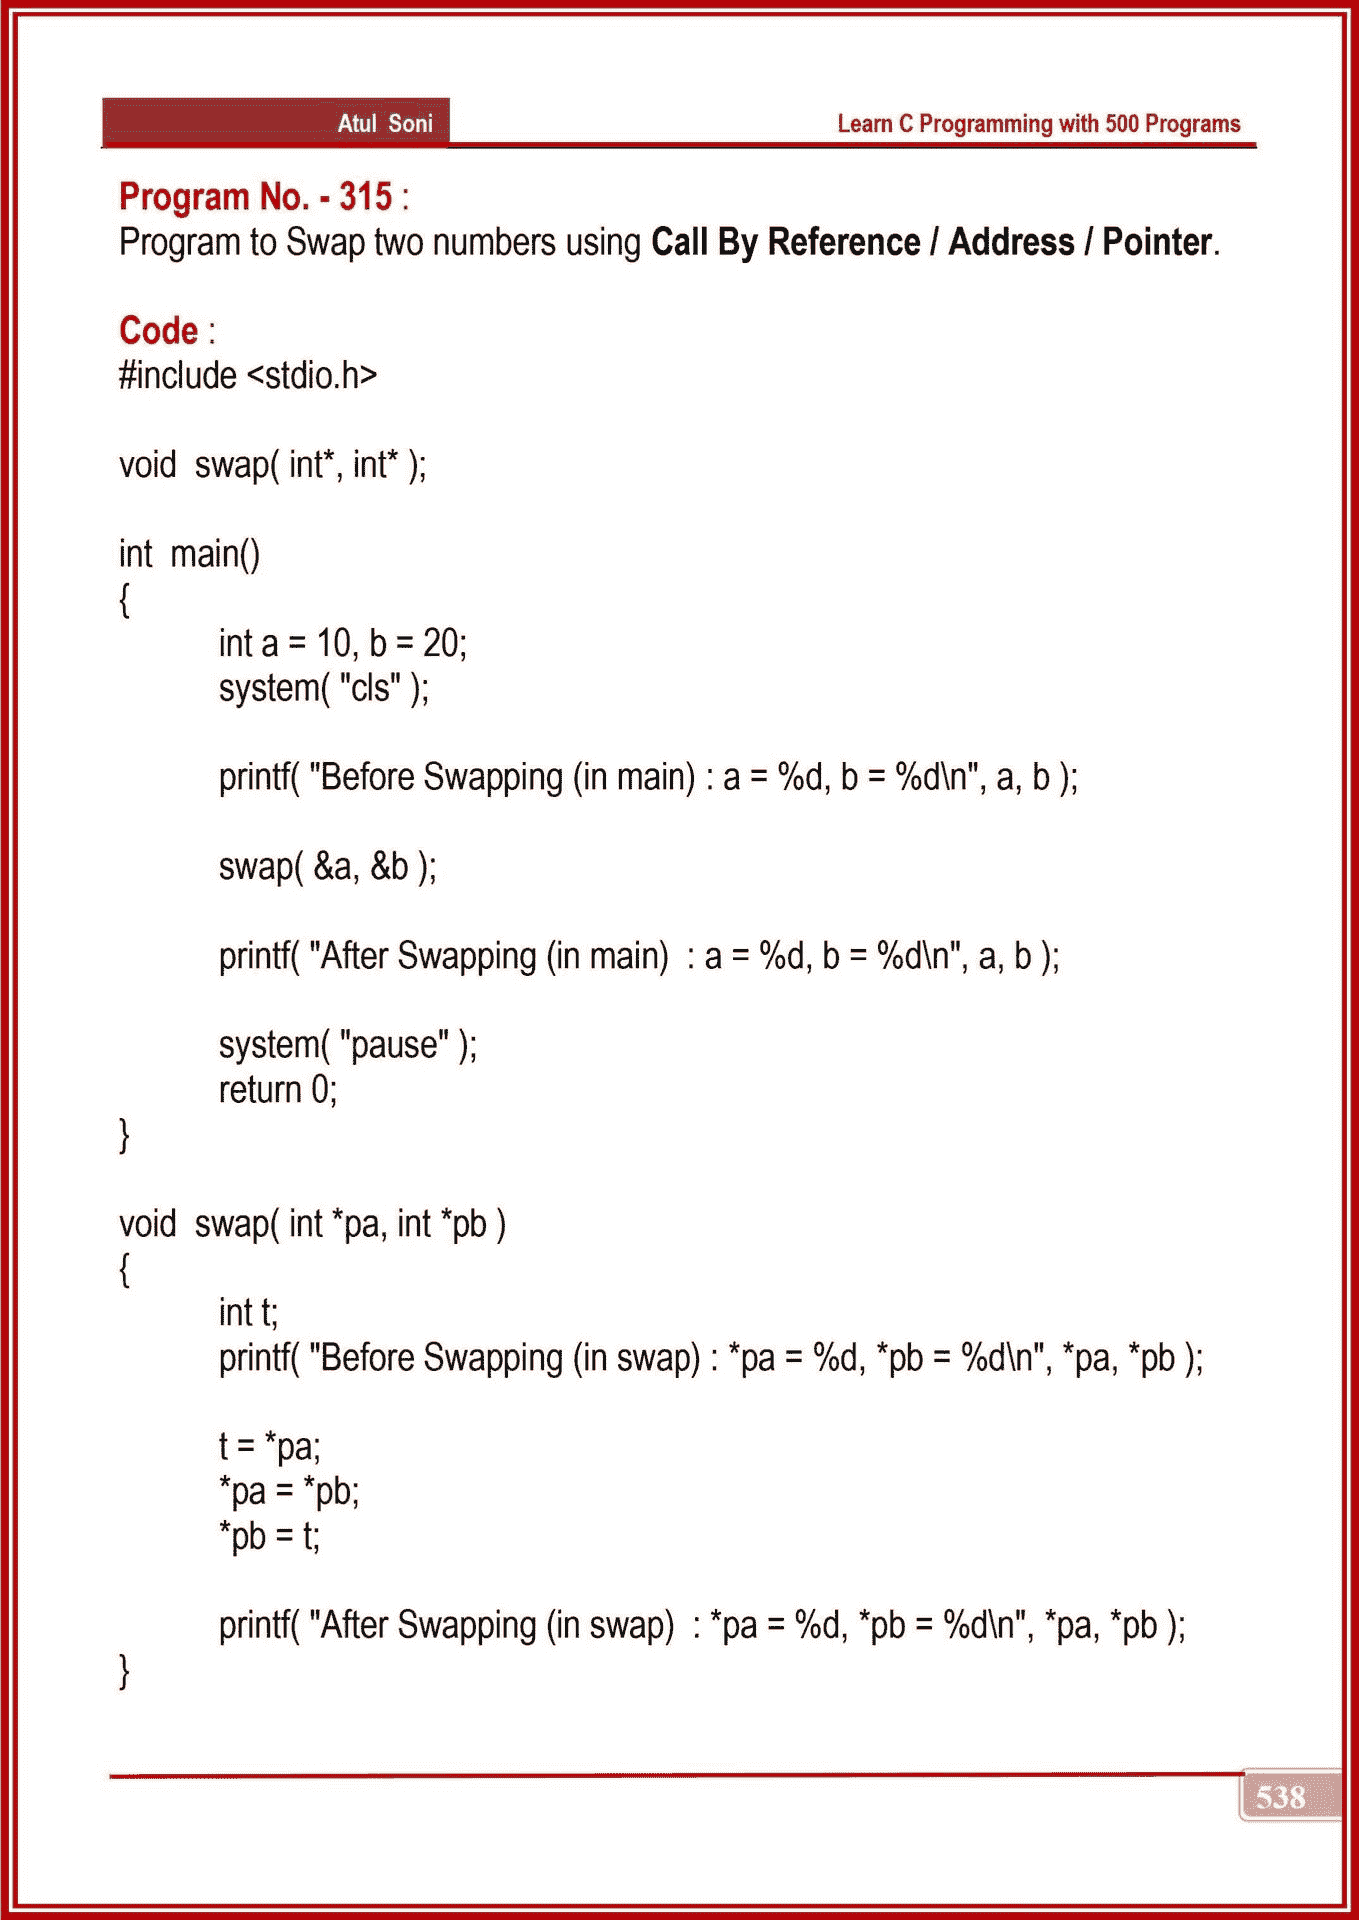 Atul Soni
Learn C Programming with 500 Programs
Program No. - 315 :
Program to Swap two numbers using Call By Reference / Address / Pointer.
Code :
#include <stdio.h>
void swap( int*, int* );
int main()
{
int a = 10, b = 20;
system( "cls" );
printf( "Before Swapping (in main) : a = %d, b = %d\n", a, b );
swap( &a, &b );
printf( "After Swapping (in main) : a = %d, b = %d\n", a, b );
system( "pause" );
return 0;
}
void swap( int *pa, int *pb )
{
int t;
printf( "Before Swapping (in swap) : *pa = %d, *pb = %d\n", *pa, *pb );
t = *pa;
*pa = *pb;
*pb = t;
printf( "After Swapping (in swap) : *pa = %d, *pb = %d\n", *pa, *pb );
}
538